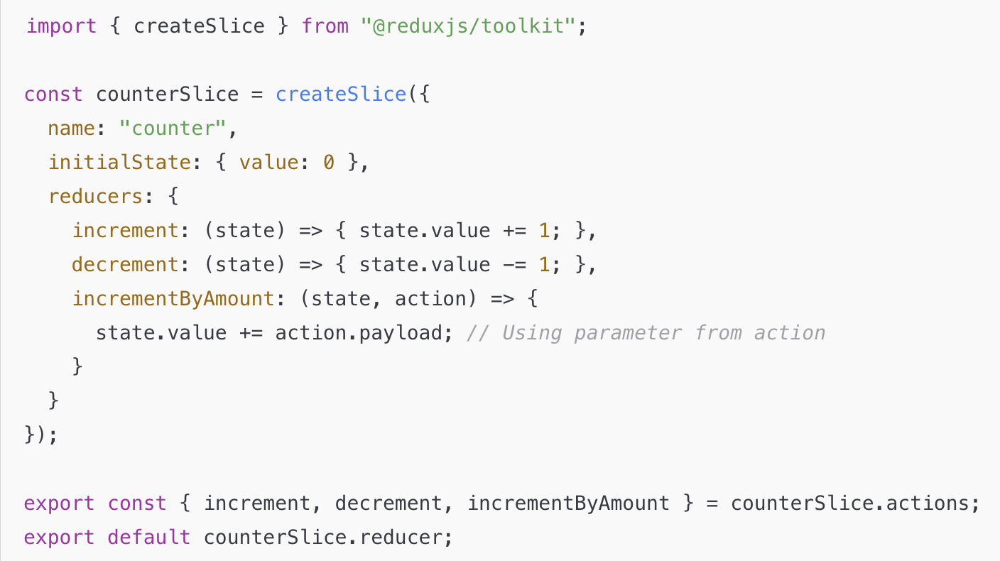 import { createSlice } from "@reduxjs/toolkit";

const counterSlice = createSlice({
  name: "counter",
  initialState: { value: 0 },
  reducers: {
    increment: (state) => { state.value += 1; },
    decrement: (state) => { state.value -= 1; },
    incrementByAmount: (state, action) => {
      state.value += action.payload; // Using parameter from action
    }
  }
});

export const { increment, decrement, incrementByAmount } = counterSlice.actions;
export default counterSlice.reducer;